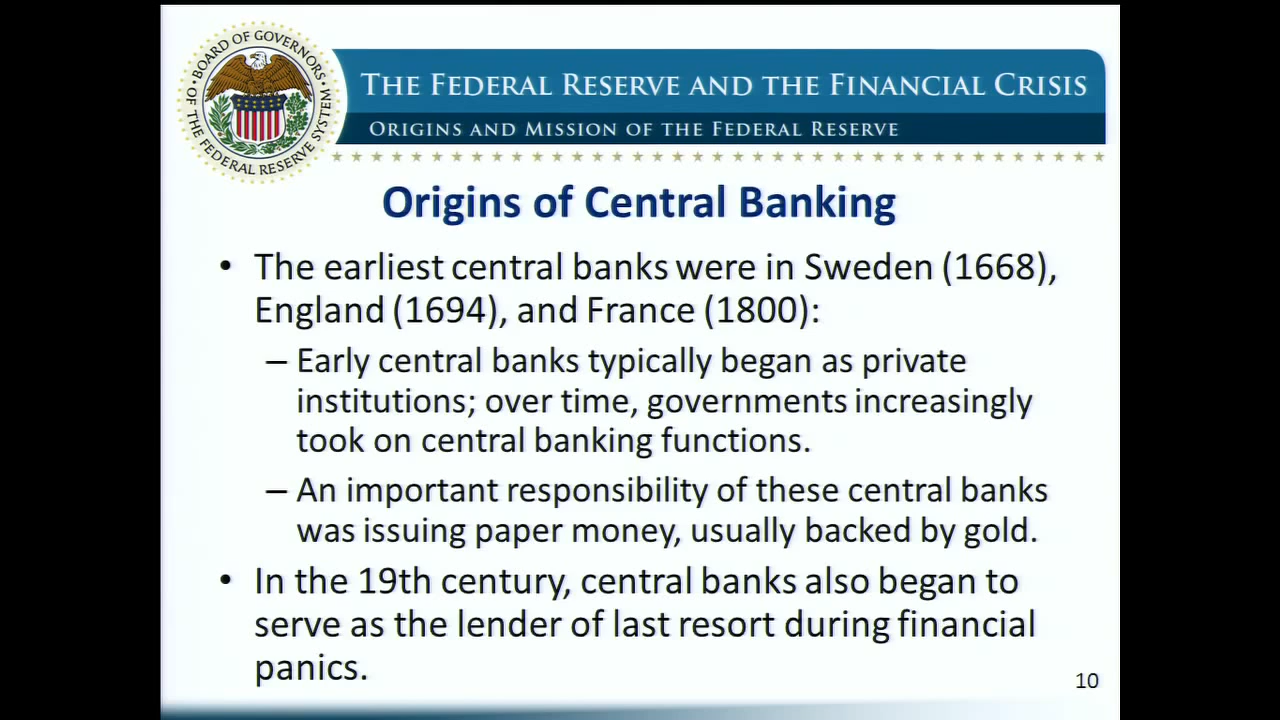 BOARD OF GOVERNORS
OF THE FEDERAL RESERVE SYSTEM
THE FEDERAL RESERVE AND THE FINANCIAL CRISIS
ORIGINS AND MISSION OF THE FEDERAL RESERVE
Origins of Central Banking
• The earliest central banks were in Sweden (1668),
England (1694), and France (1800):
– Early central banks typically began as private
institutions; over time, governments increasingly
took on central banking functions.
– An important responsibility of these central banks
was issuing paper money, usually backed by gold.
• In the 19th century, central banks also began to
serve as the lender of last resort during financial
panics.
10